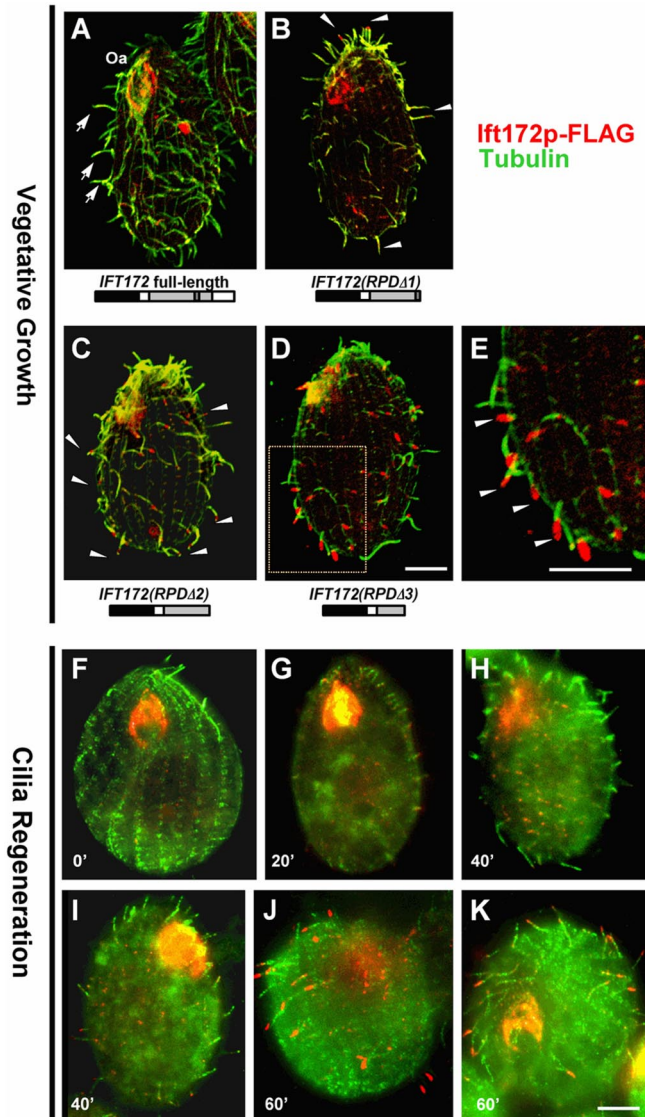 A
Oa
B
Ift172p-FLAG
Tubulin
Vegetative Growth
IFT172 full-length
IFT172(RPDΔ1)
C
D
E
IFT172(RPDΔ2)
IFT172(RPDΔ3)
Cilia Regeneration
F
0'
G
20'
H
40'
I
40'
J
60'
K
60'